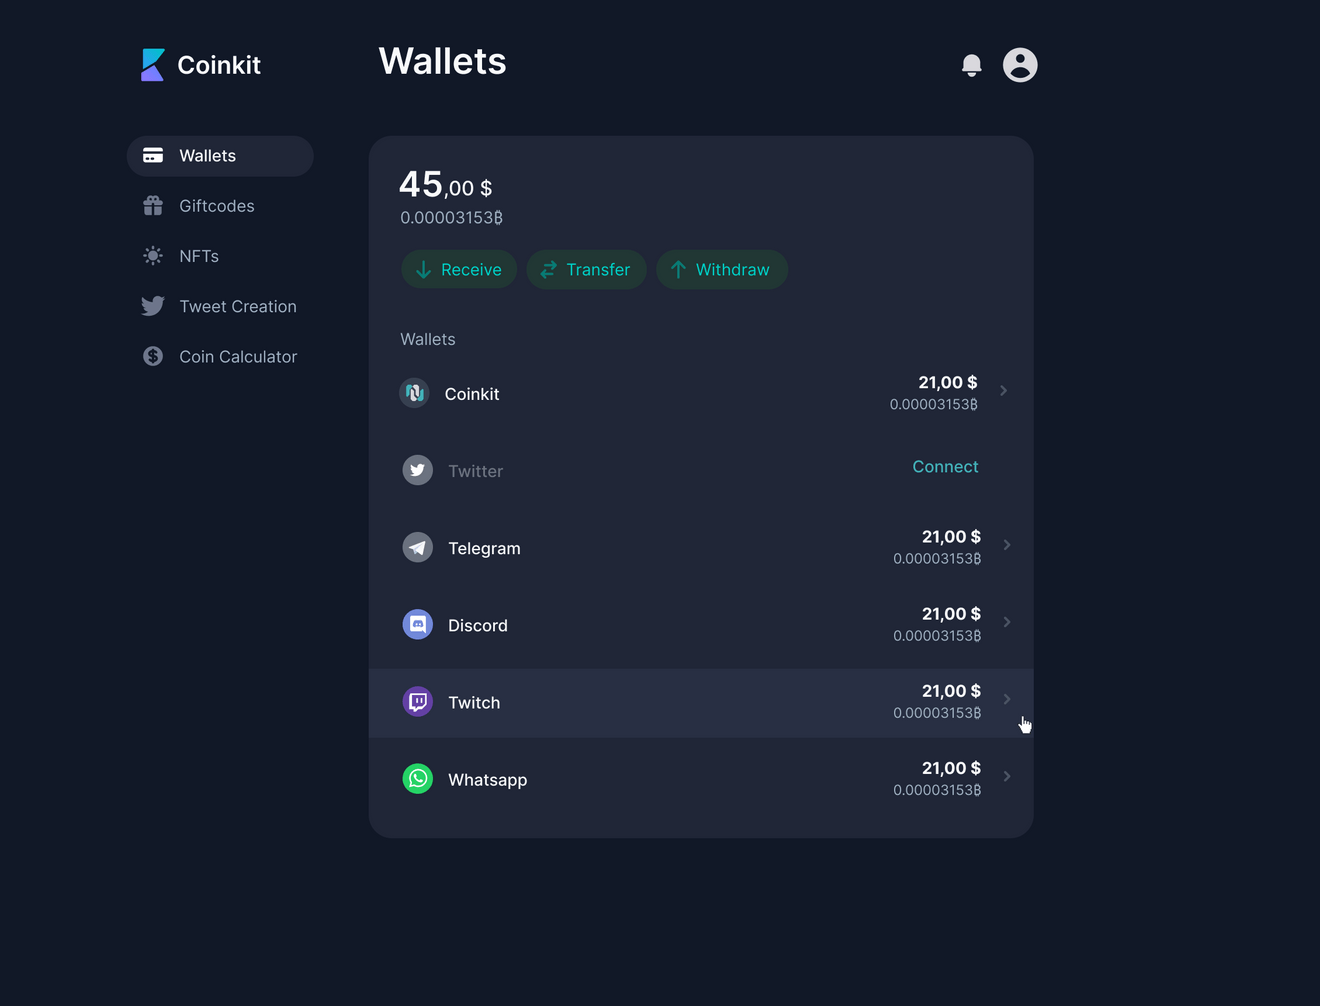 Coinkit
Wallets
Wallets
Giftcodes
NFTs
Tweet Creation
Coin Calculator
45,00 $
0.00003153₿
Receive
Transfer
Withdraw
Wallets
Coinkit
21,00 $
0.00003153₿
Twitter
Connect
Telegram
21,00 $
0.00003153₿
Discord
21,00 $
0.00003153₿
Twitch
21,00 $
0.00003153₿
Whatsapp
21,00 $
0.00003153₿